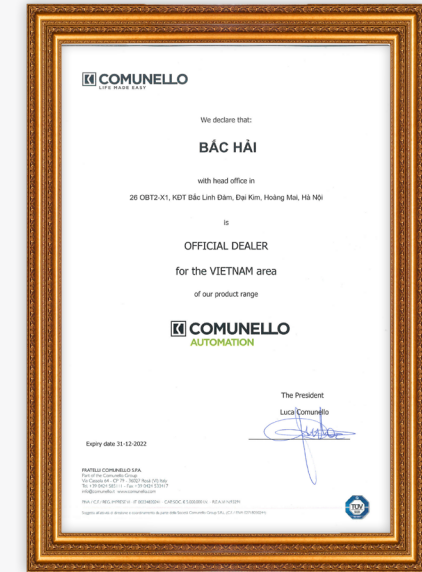 COMUNELLO
LIFE MADE EASY
We declare that:
BẮC HẢI
with head office in
26 OBT2-X1, KĐT Bắc Linh Đàm, Đại Kim, Hoàng Mai, Hà Nội
is
OFFICIAL DEALER
for the VIETNAM area
of our product range
COMUNELLO
AUTOMATION
The President
Luca Comunello
Expiry date 31-12-2022
FRATELLI COMUNELLO S.P.A.
Part of the Comunello Group
TÜV